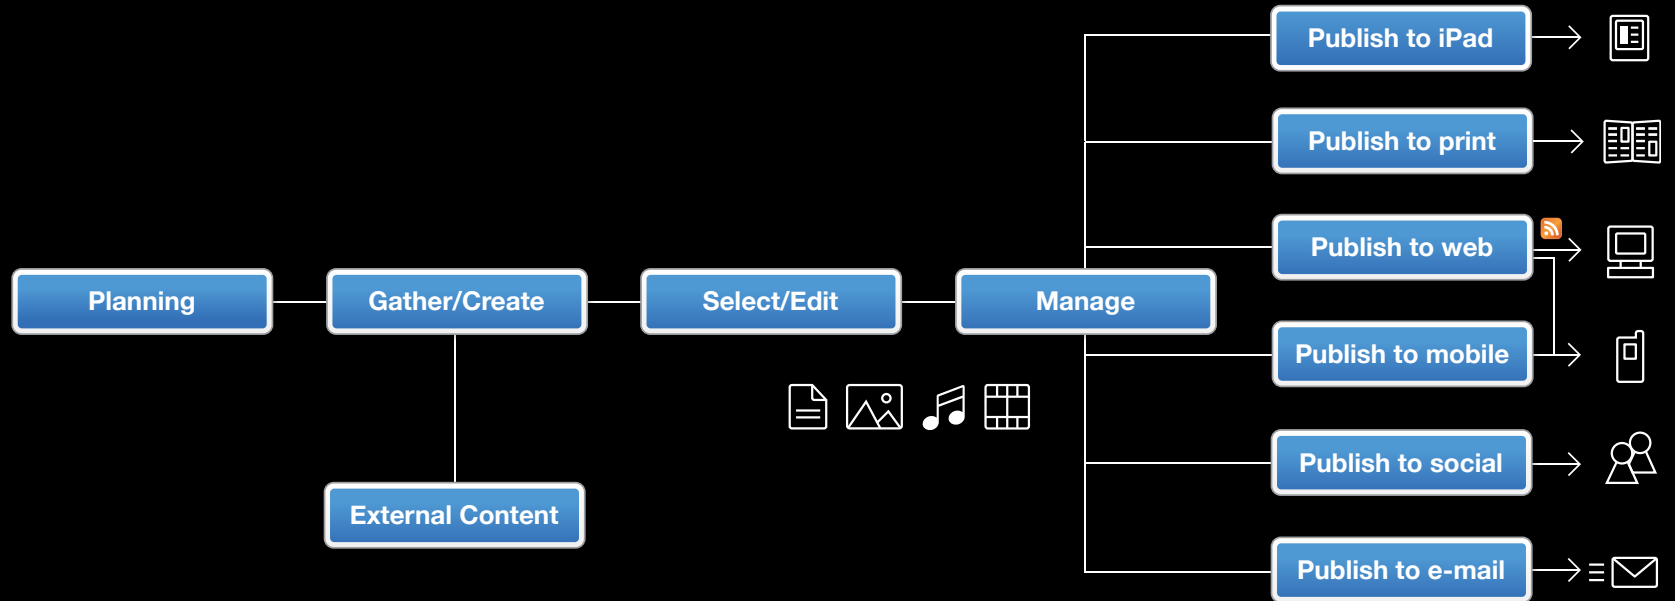 Publish to iPad
Publish to print
Publish to web
Planning
Gather/Create
Select/Edit
Manage
Publish to mobile
Publish to social
External Content
Publish to e-mail